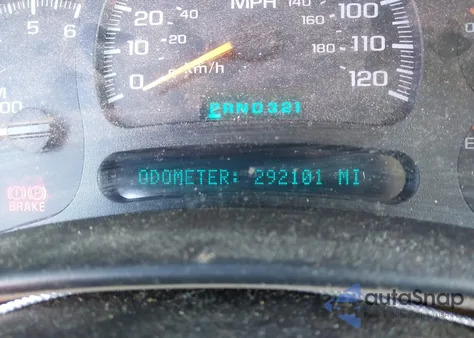 5 6
MPH
140
20 40 160 100
10 20 180 110
0 km/h 120
PRND321
ODOMETER: 292101 MI
BRAKE
autoSnap